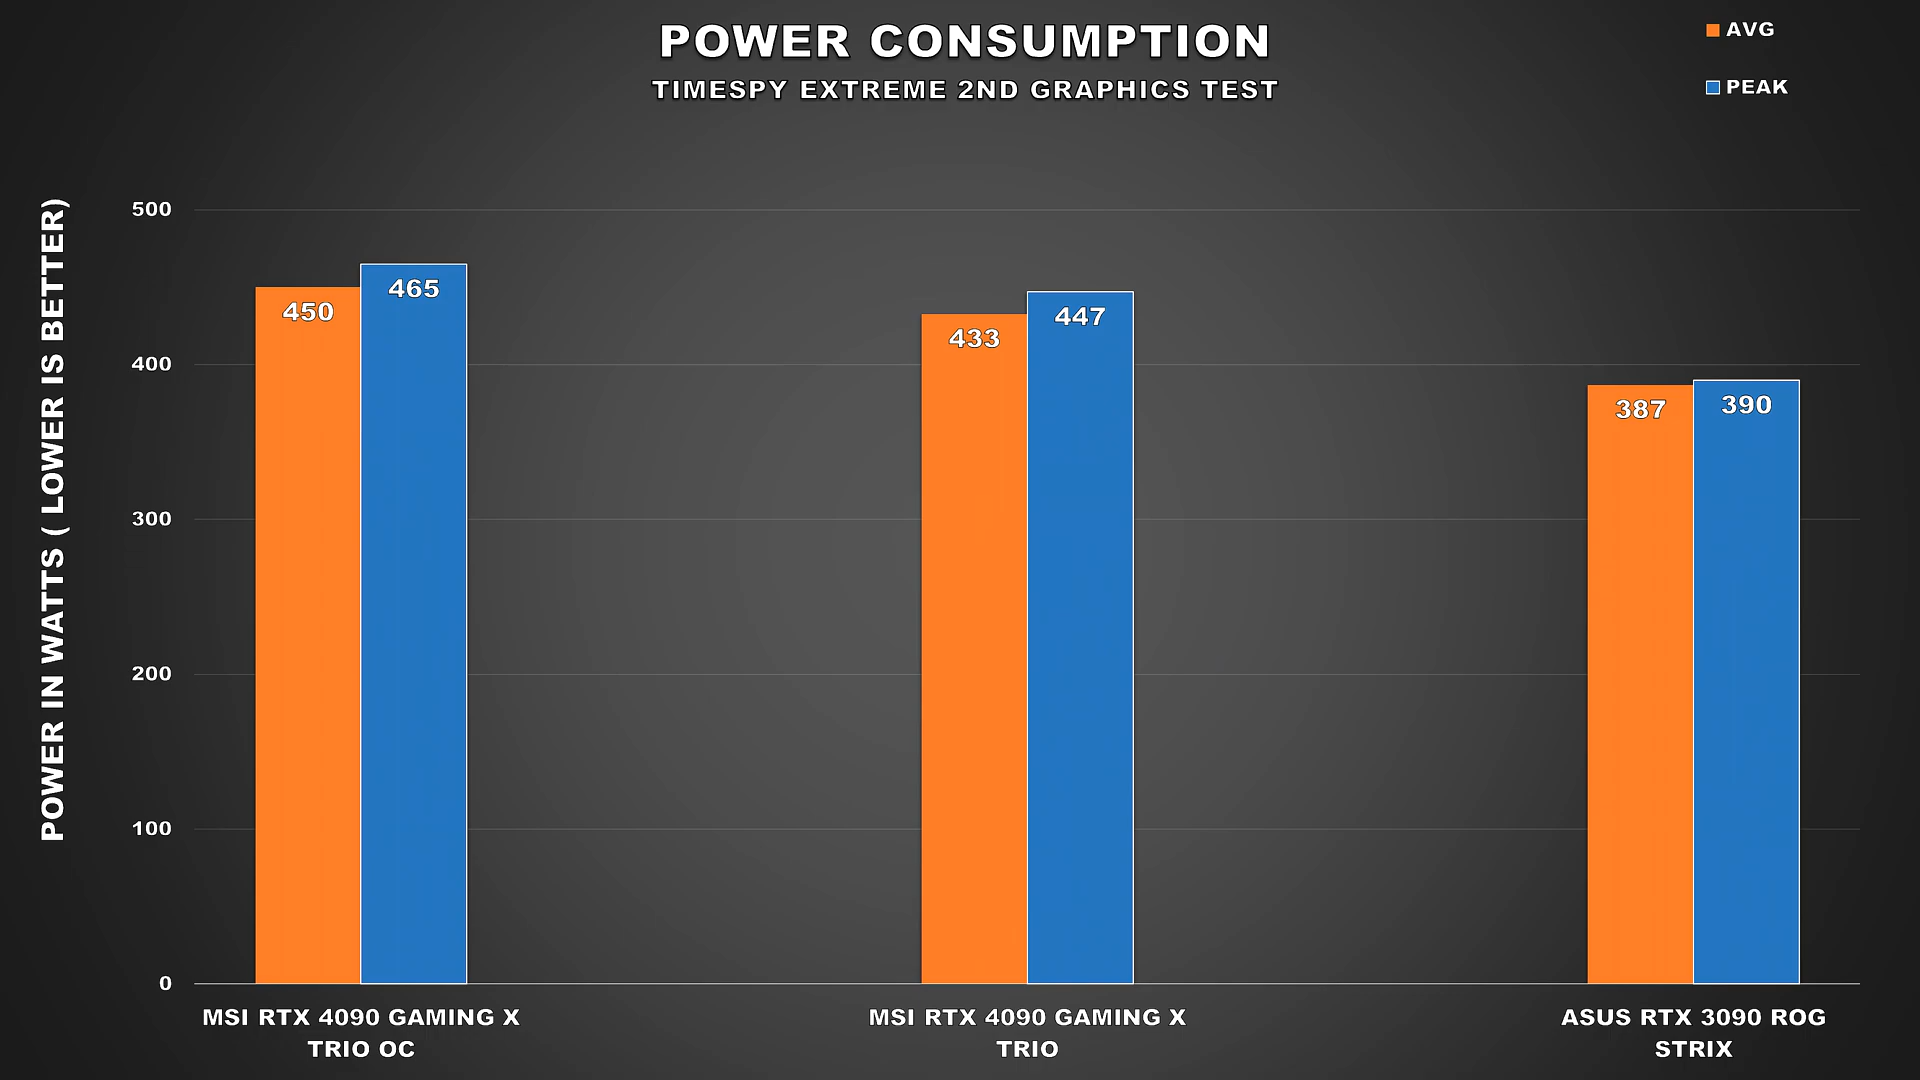 POWER CONSUMPTION
TIMESPY EXTREME 2ND GRAPHICS TEST
AVG
PEAK
POWER IN WATTS ( LOWER IS BETTER)
500
400
300
200
100
0
450
465
433
447
387
390
MSI RTX 4090 GAMING X
TRIO OC
MSI RTX 4090 GAMING X
TRIO
ASUS RTX 3090 ROG
STRIX